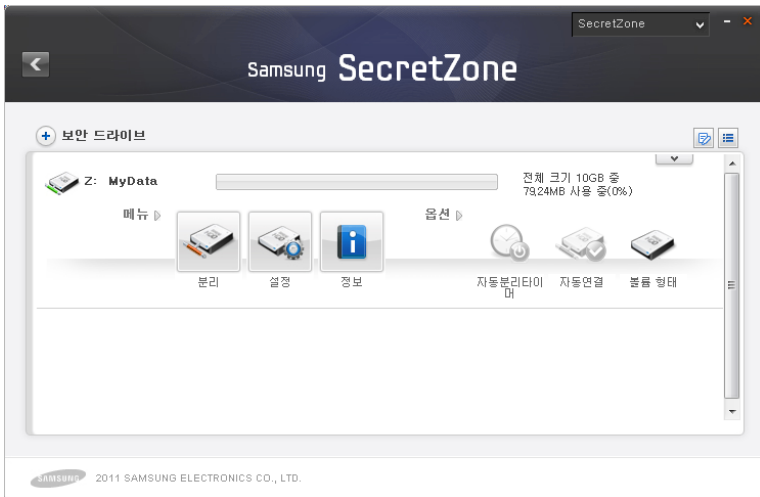 SecretZone
Samsung SecretZone
보안 드라이브
Z: MyData
전체 크기 10GB 중
79,24MB 사용 중(0%)
메뉴
옵션
분리
설정
정보
자동분리타이
머
자동연결
볼륨 형태
SAMSUNG
2011 SAMSUNG ELECTRONICS CO., LTD.